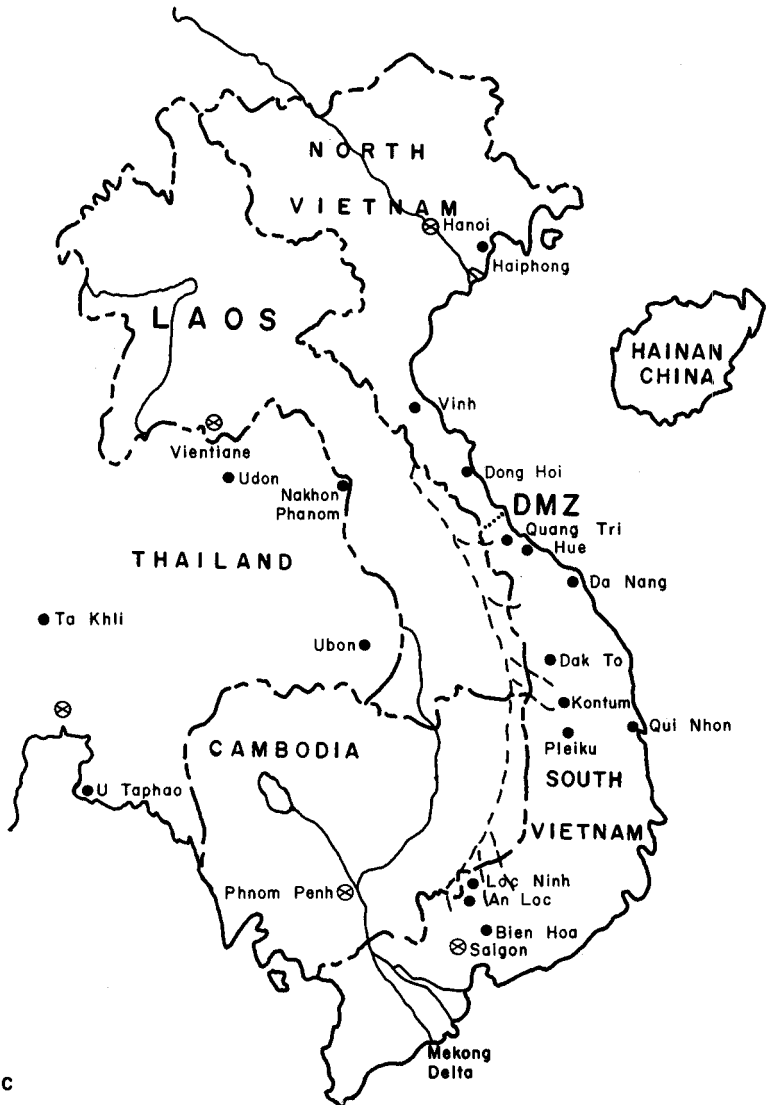 NORTH
VIETNAM
Hanoi
Haiphong
LAOS
HAINAN
CHINA
Vinh
Vientiane
Udon
Dong Hoi
Nakhon
Phanom
DMZ
Quang Tri
Hue
THAILAND
Da Nang
Ta Khli
Ubon
Dak To
Kontum
Qui Nhon
Pleiku
CAMBODIA
SOUTH
U Taphao
VIETNAM
Loc Ninh
Phnom Penh
An Loc
Bien Hoa
Saigon
Mekong
Delta
C